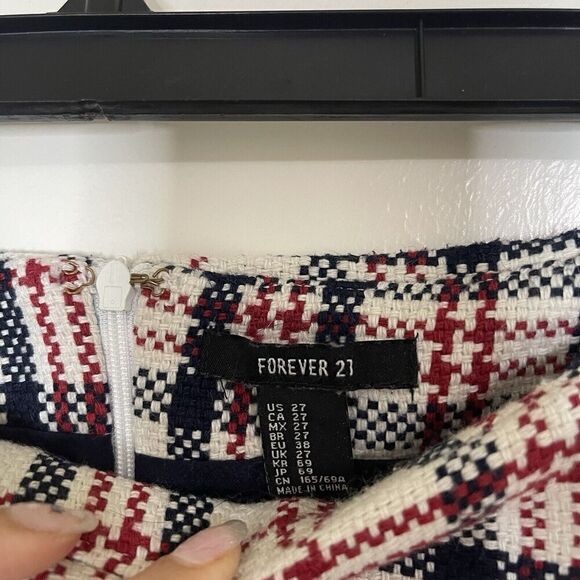 FOREVER 21
US 27
CA 27
MX 27
BR 27
EU 38
UK 27
KR 69
JP 69
CN 165/69A
MADE IN CHINA